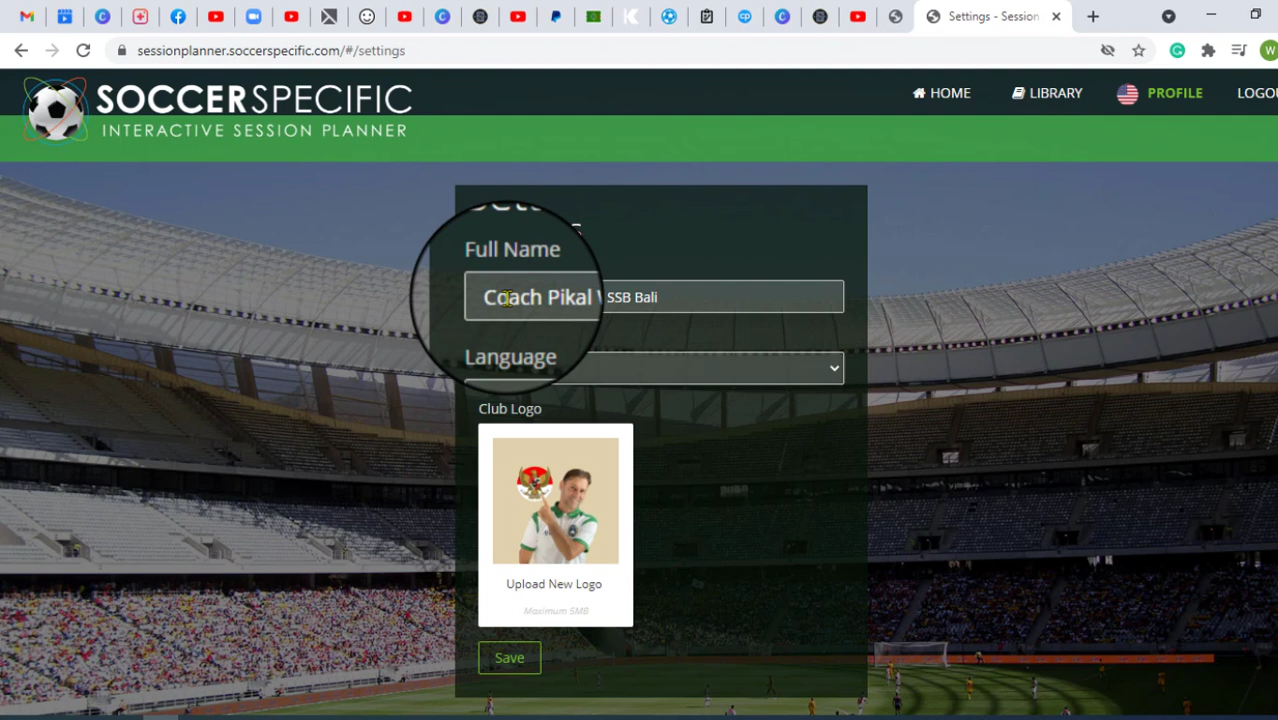 Settings - Session
sessionplanner.soccerspecific.com/#/settings
SOCCERSPECIFIC
INTERACTIVE SESSION PLANNER
HOME
LIBRARY
PROFILE
LOGOU
Full Name
Coach Pikal
SSB Bali
Language
Club Logo
Upload New Logo
Maximum 5MB
Save